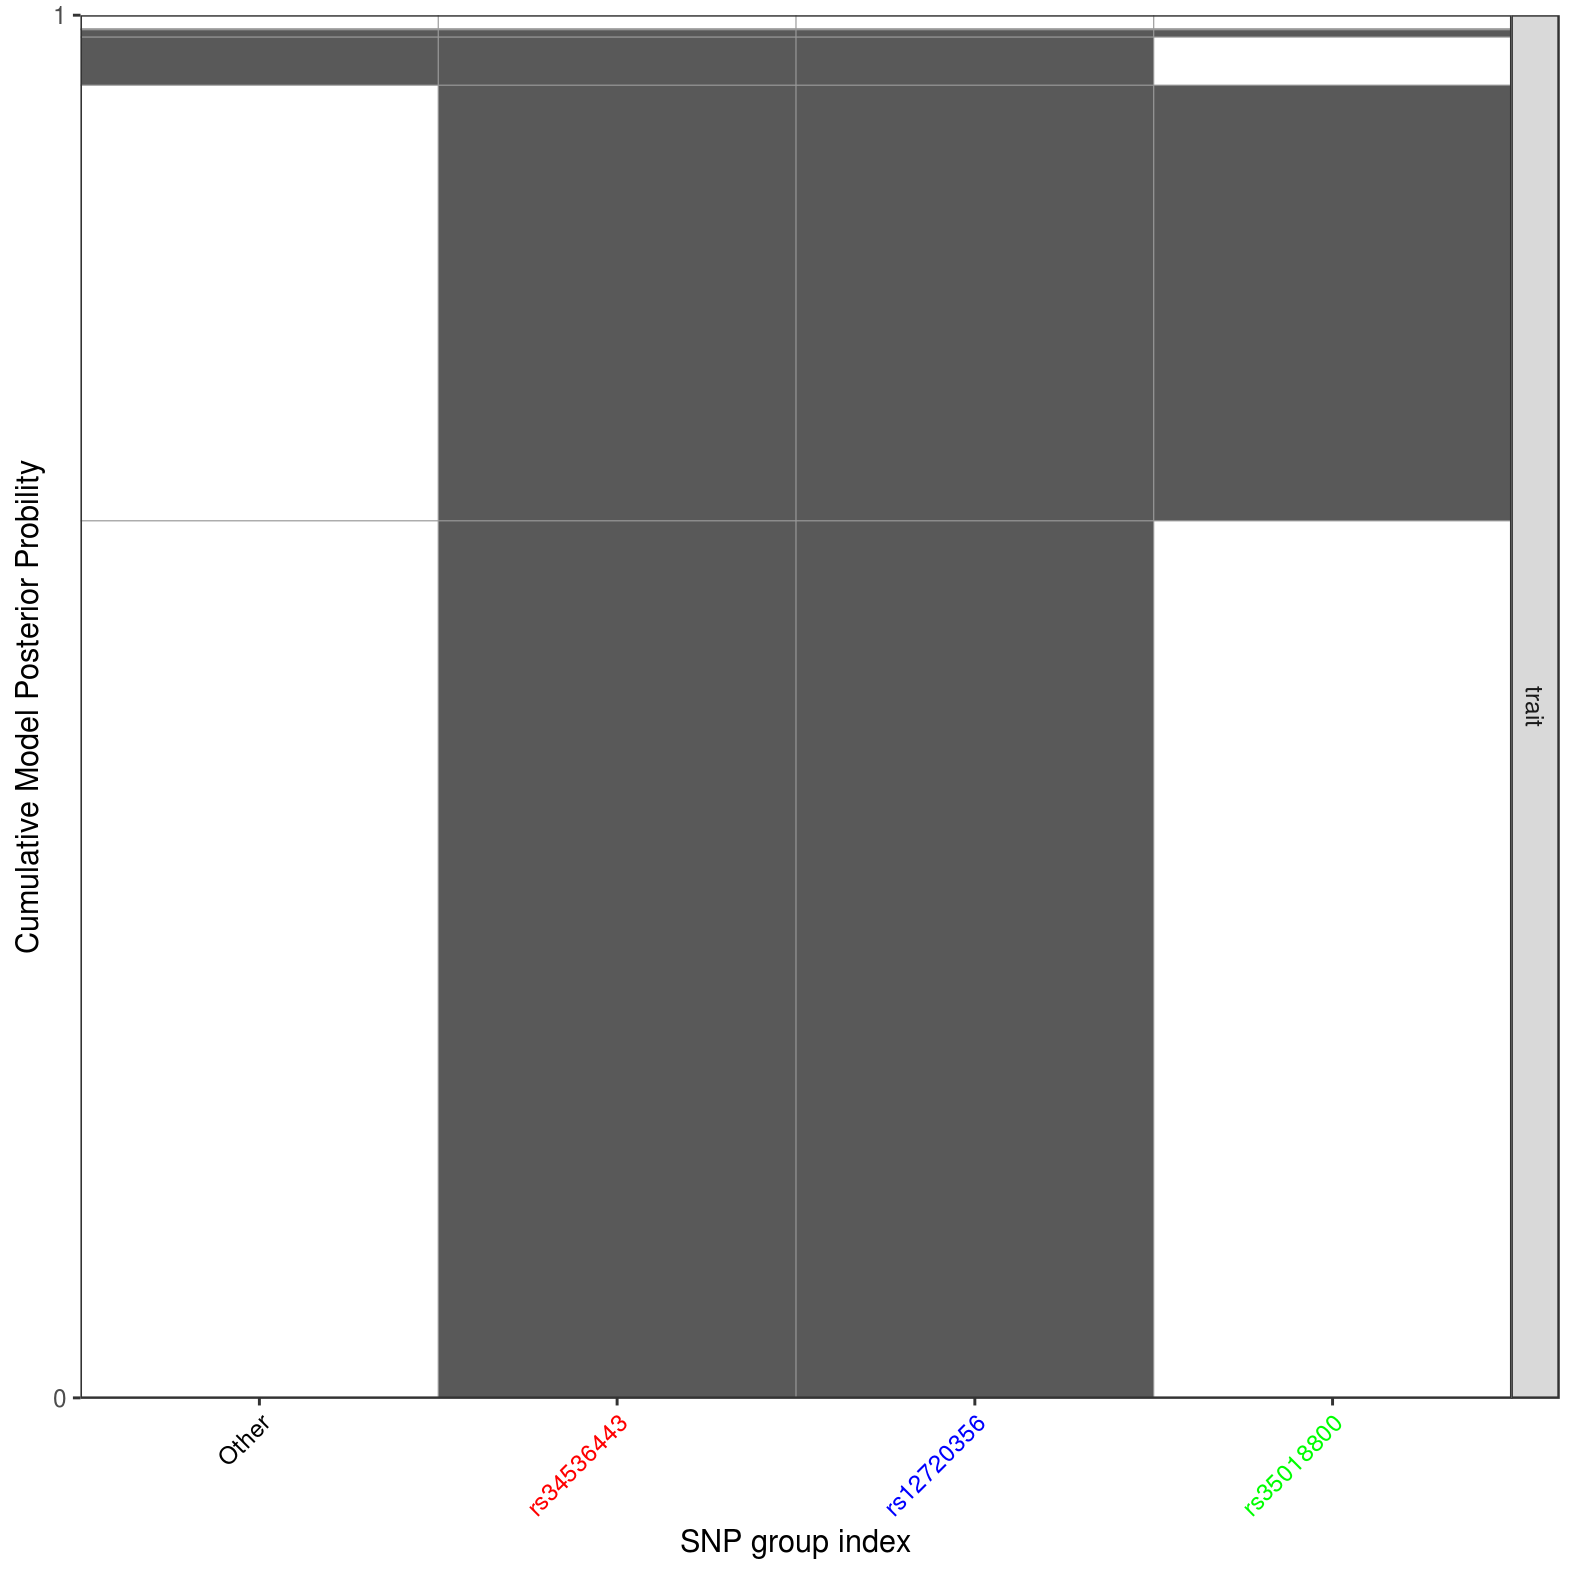 1
Cumulative Model Posterior Probility
trait
0
Other
rs34536443
rs12720356
rs35018800
SNP group index